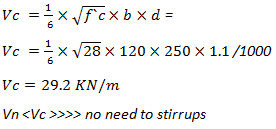 Vc = 1/6 × √f`c × b × d =
Vc = 1/6 × √28 × 120 × 250 × 1.1 /1000
Vc = 29.2 KN/m
Vn <Vc >>>> no need to stirrups